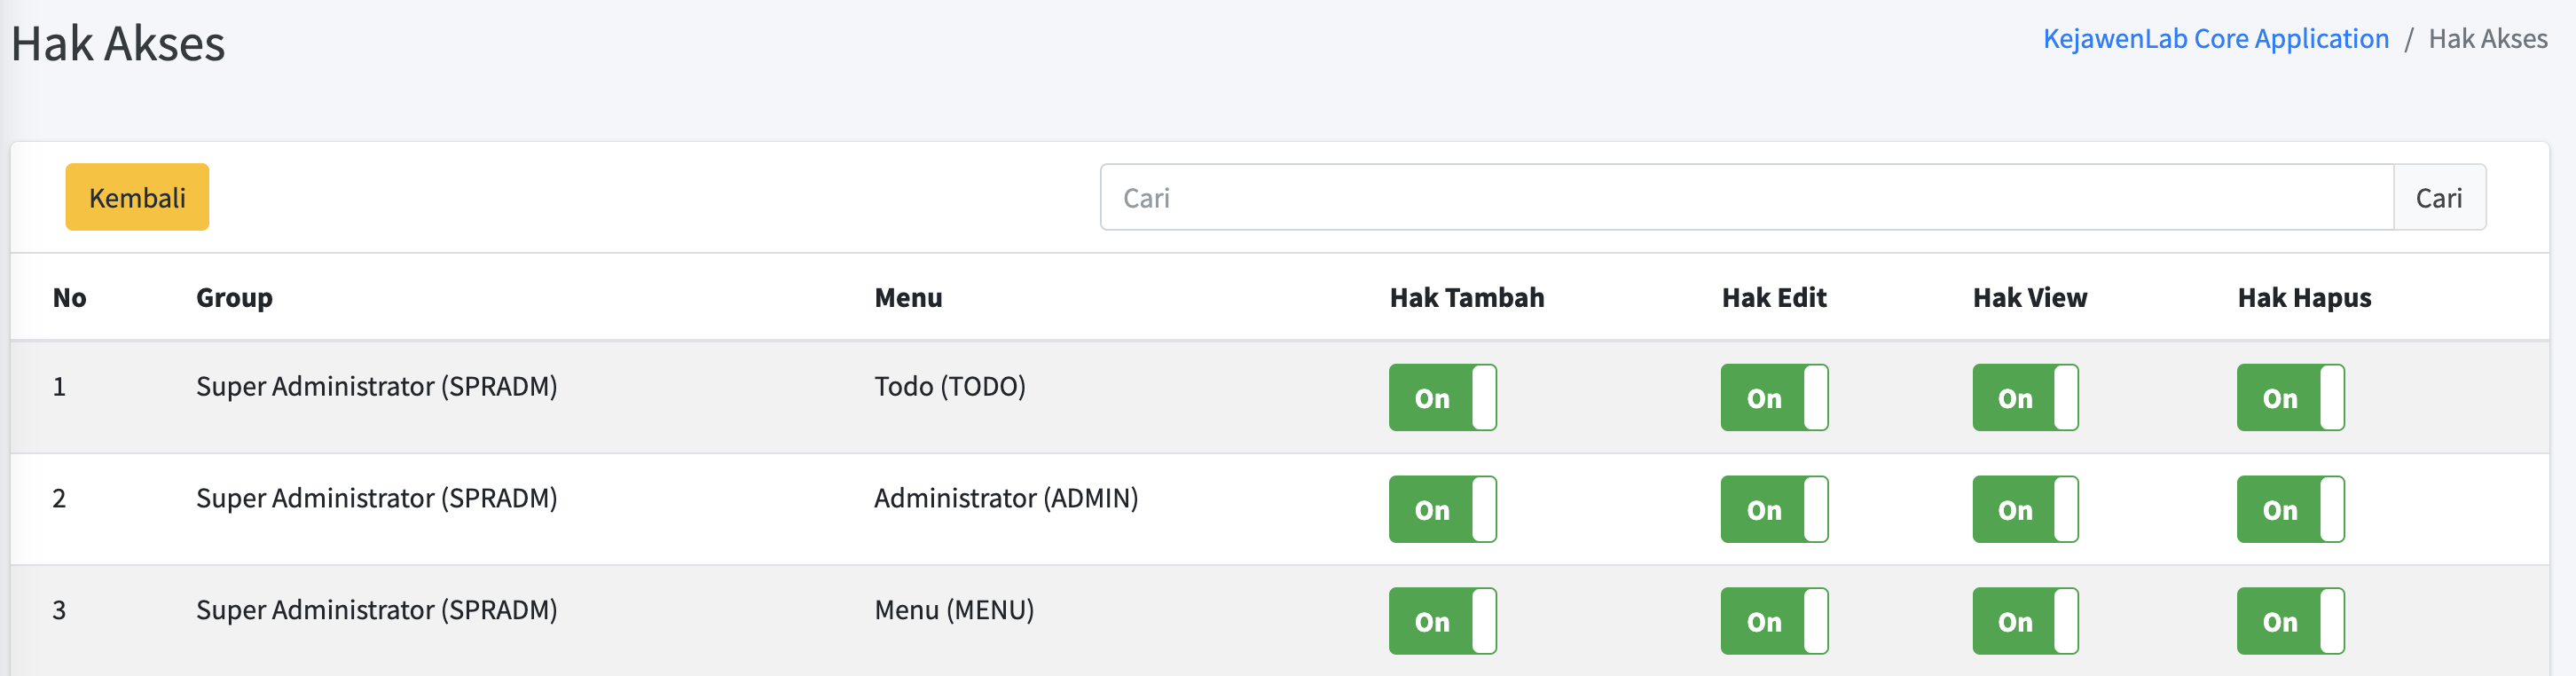 Hak Akses
KejawenLab Core Application / Hak Akses
Kembali
Cari
Cari
No Group Menu Hak Tambah Hak Edit Hak View Hak Hapus
1 Super Administrator (SPRADM) Todo (TODO) On On On On
2 Super Administrator (SPRADM) Administrator (ADMIN) On On On On
3 Super Administrator (SPRADM) Menu (MENU) On On On On